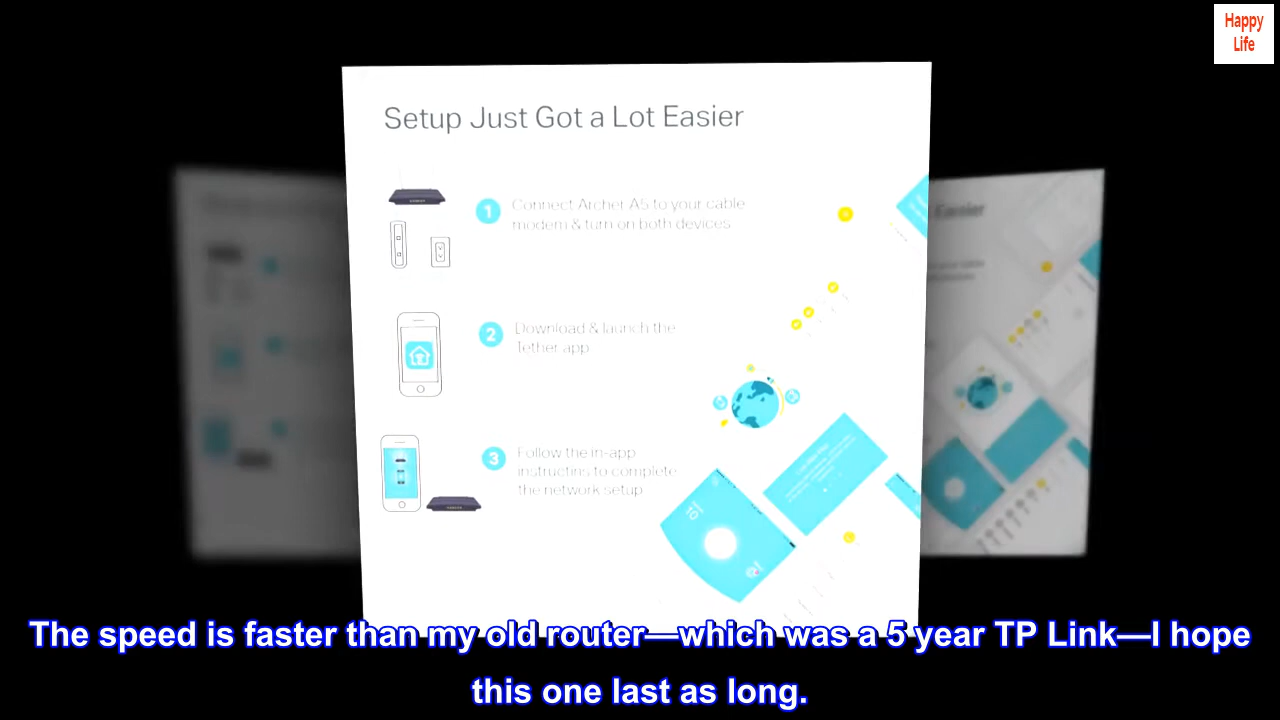 Happy
Life
Setup Just Got a Lot Easier
1 Connect Archer A5 to your cable
modem & turn on both devices
2 Download & launch the
Tether app
3 Follow the in-app
instructins to complete
the network setup
Easier
The speed is faster than my old router—which was a 5 year TP Link—I hope
this one last as long.